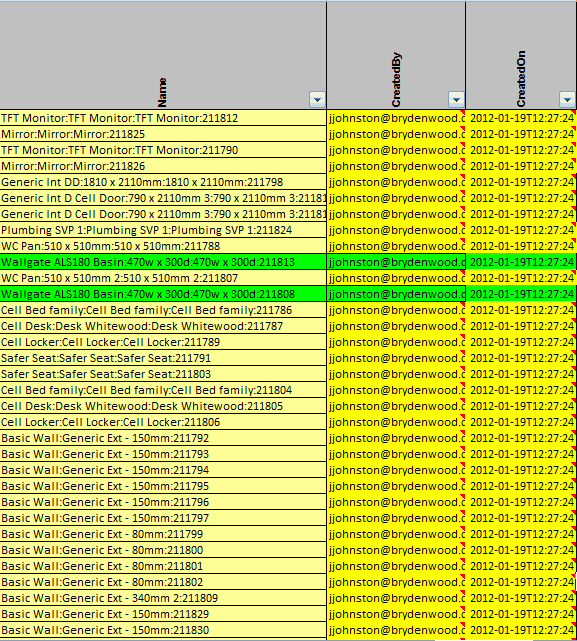 Name CreatedBy CreatedOn
TFT Monitor:TFT Monitor:TFT Monitor:211812 jjohnston@brydenwood.c 2012-01-19T12:27:24
Mirror:Mirror:Mirror:211825 jjohnston@brydenwood.c 2012-01-19T12:27:24
TFT Monitor:TFT Monitor:TFT Monitor:211790 jjohnston@brydenwood.c 2012-01-19T12:27:24
Mirror:Mirror:Mirror:211826 jjohnston@brydenwood.c 2012-01-19T12:27:24
Generic Int DD:1810 x 2110mm:1810 x 2110mm:211798 jjohnston@brydenwood.c 2012-01-19T12:27:24
Generic Int D Cell Door:790 x 2110mm 3:790 x 2110mm 3:21181 jjohnston@brydenwood.c 2012-01-19T12:27:24
Generic Int D Cell Door:790 x 2110mm 3:790 x 2110mm 3:21181 jjohnston@brydenwood.c 2012-01-19T12:27:24
Plumbing SVP 1:Plumbing SVP 1:Plumbing SVP 1:211824 jjohnston@brydenwood.c 2012-01-19T12:27:24
WC Pan:510 x 510mm:510 x 510mm:211788 jjohnston@brydenwood.c 2012-01-19T12:27:24
Wallgate ALS180 Basin:470w x 300d:470w x 300d:211813 jjohnston@brydenwood.c 2012-01-19T12:27:24
WC Pan:510 x 510mm 2:510 x 510mm 2:211807 jjohnston@brydenwood.c 2012-01-19T12:27:24
Wallgate ALS180 Basin:470w x 300d:470w x 300d:211808 jjohnston@brydenwood.c 2012-01-19T12:27:24
Cell Bed family:Cell Bed family:Cell Bed family:211786 jjohnston@brydenwood.c 2012-01-19T12:27:24
Cell Desk:Desk Whitewood:Desk Whitewood:211787 jjohnston@brydenwood.c 2012-01-19T12:27:24
Cell Locker:Cell Locker:Cell Locker:211789 jjohnston@brydenwood.c 2012-01-19T12:27:24
Safer Seat:Safer Seat:Safer Seat:211791 jjohnston@brydenwood.c 2012-01-19T12:27:24
Safer Seat:Safer Seat:Safer Seat:211803 jjohnston@brydenwood.c 2012-01-19T12:27:24
Cell Bed family:Cell Bed family:Cell Bed family:211804 jjohnston@brydenwood.c 2012-01-19T12:27:24
Cell Desk:Desk Whitewood:Desk Whitewood:211805 jjohnston@brydenwood.c 2012-01-19T12:27:24
Cell Locker:Cell Locker:Cell Locker:211806 jjohnston@brydenwood.c 2012-01-19T12:27:24
Basic Wall:Generic Ext - 150mm:211792 jjohnston@brydenwood.c 2012-01-19T12:27:24
Basic Wall:Generic Ext - 150mm:211793 jjohnston@brydenwood.c 2012-01-19T12:27:24
Basic Wall:Generic Ext - 150mm:211794 jjohnston@brydenwood.c 2012-01-19T12:27:24
Basic Wall:Generic Ext - 150mm:211795 jjohnston@brydenwood.c 2012-01-19T12:27:24
Basic Wall:Generic Ext - 150mm:211796 jjohnston@brydenwood.c 2012-01-19T12:27:24
Basic Wall:Generic Ext - 150mm:211797 jjohnston@brydenwood.c 2012-01-19T12:27:24
Basic Wall:Generic Ext - 80mm:211799 jjohnston@brydenwood.c 2012-01-19T12:27:24
Basic Wall:Generic Ext - 80mm:211800 jjohnston@brydenwood.c 2012-01-19T12:27:24
Basic Wall:Generic Ext - 80mm:211801 jjohnston@brydenwood.c 2012-01-19T12:27:24
Basic Wall:Generic Ext - 80mm:211802 jjohnston@brydenwood.c 2012-01-19T12:27:24
Basic Wall:Generic Ext - 340mm 2:211809 jjohnston@brydenwood.c 2012-01-19T12:27:24
Basic Wall:Generic Ext - 150mm:211829 jjohnston@brydenwood.c 2012-01-19T12:27:24
Basic Wall:Generic Ext - 150mm:211830 jjohnston@brydenwood.c 2012-01-19T12:27:24